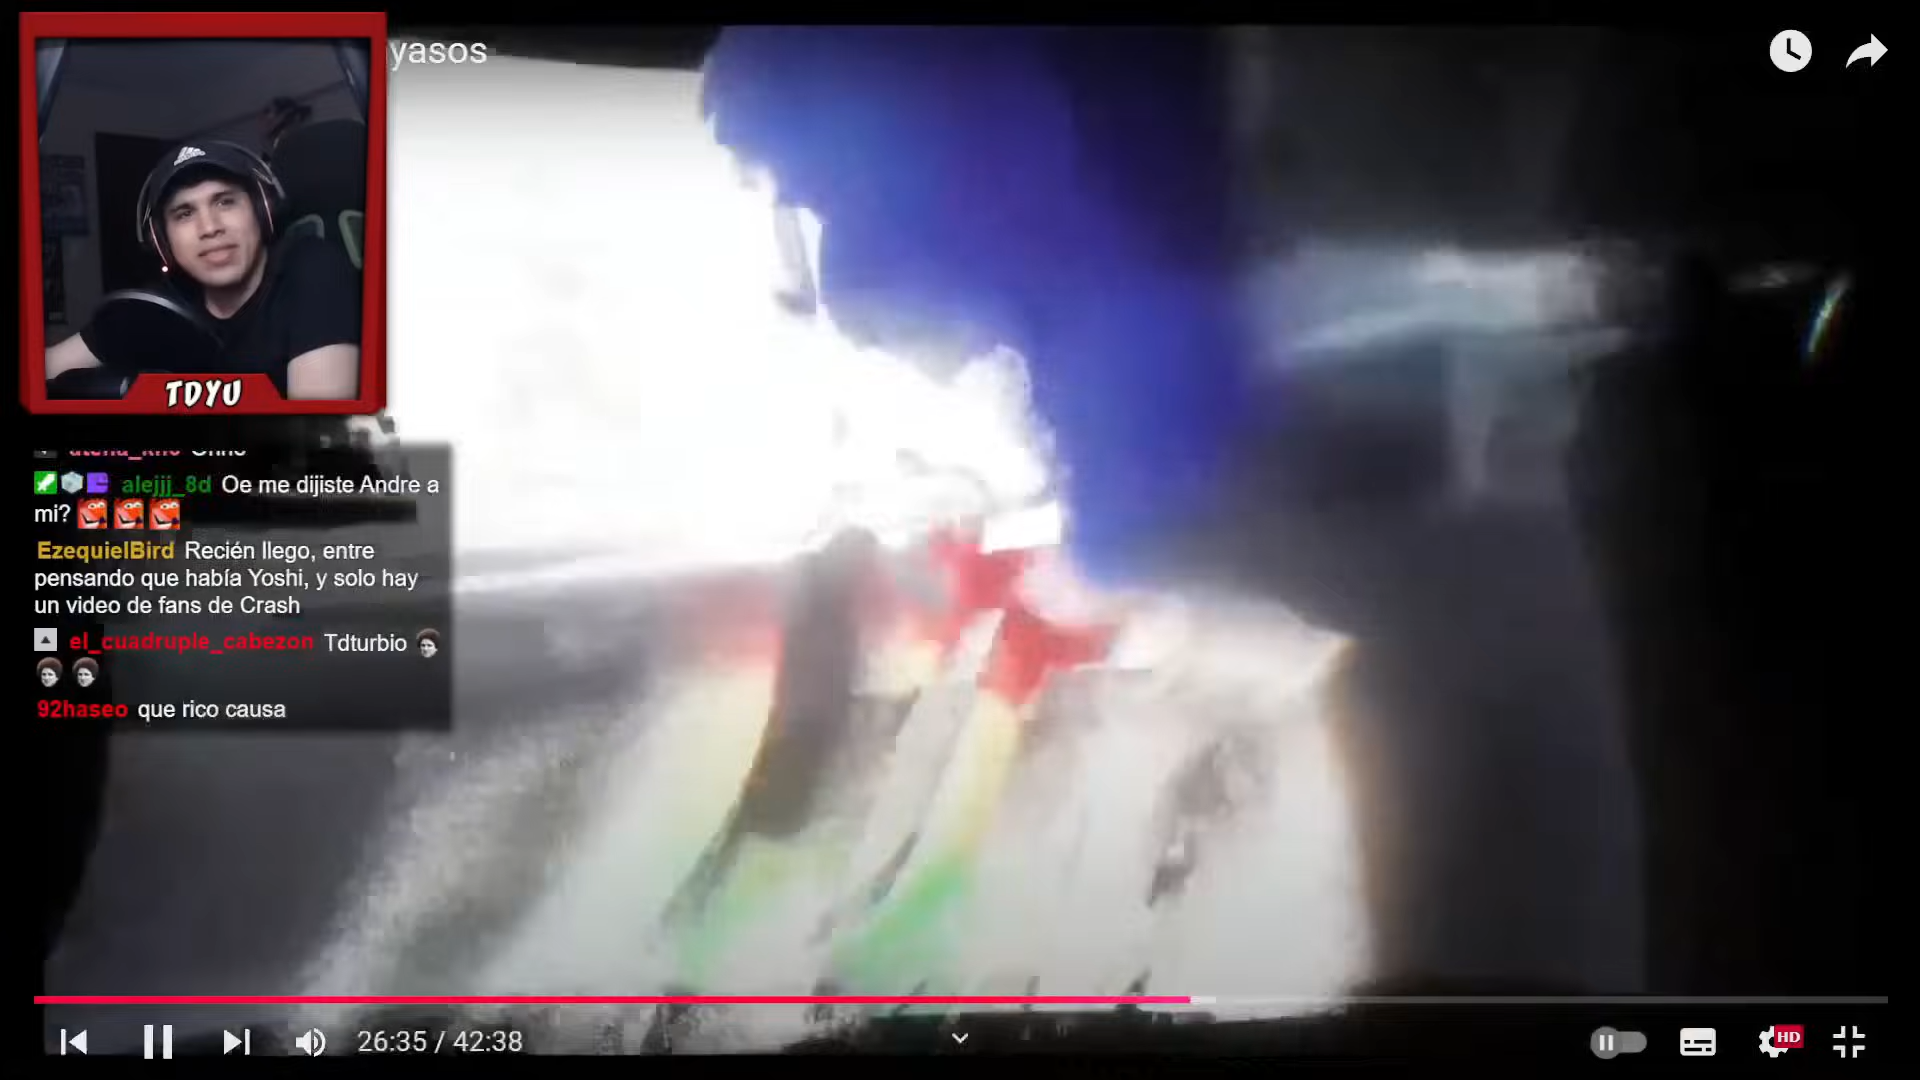 yasos
TDYU
alejjj_8d Oe me dijiste Andre a
mi?
EzequielBird Recién llego, entre
pensando que había Yoshi, y solo hay
un video de fans de Crash
el_cuadruple_cabezon Tdturbio
92haseo que rico causa
26:35 / 42:38
HD